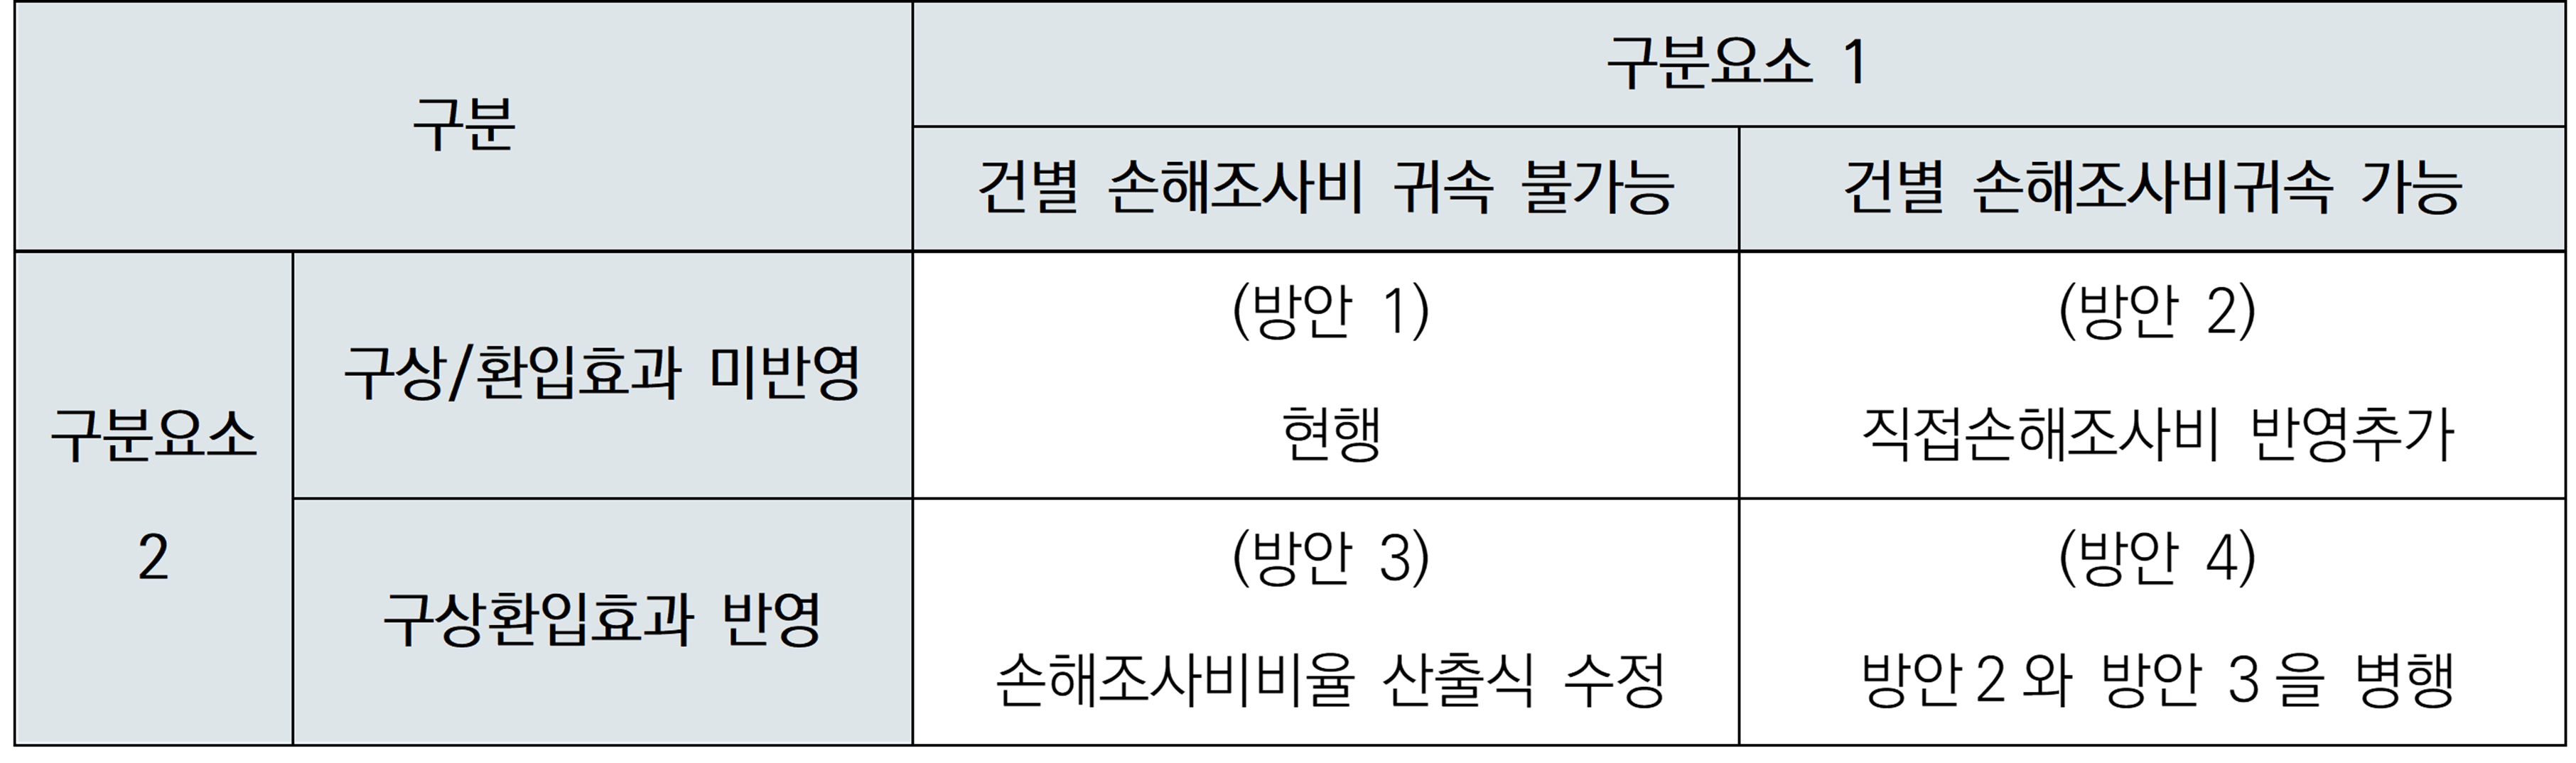 구분
구분요소 1
건별 손해조사비 귀속 불가능
건별 손해조사비귀속 가능
구분요소
2
구상/환입효과 미반영
(방안 1)
현행
(방안 2)
직접손해조사비 반영추가
구상환입효과 반영
(방안 3)
손해조사비비율 산출식 수정
(방안 4)
방안2와 방안 3을 병행